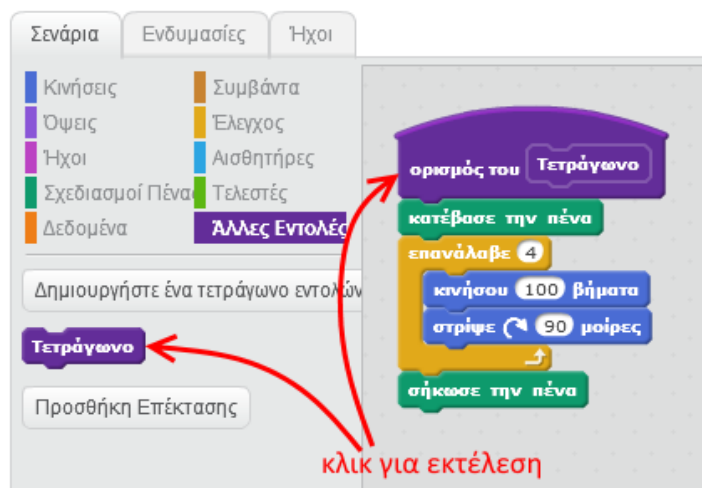 Σενάρια Ενδυμασίες Ήχοι
Κινήσεις Συμβάντα
Όψεις Έλεγχος
Ήχοι Αισθητήρες
Σχεδιασμοί Πένας Τελεστές
Δεδομένα Άλλες Εντολές
Δημιουργήστε ένα τετράγωνο εντολών
Τετράγωνο
Προσθήκη Επέκτασης
ορισμός του Τετράγωνο
κατέβασε την πένα
επανάλαβε 4
κινήσου 100 βήματα
στρίψε 90 μοίρες
σήκωσε την πένα
κλικ για εκτέλεση